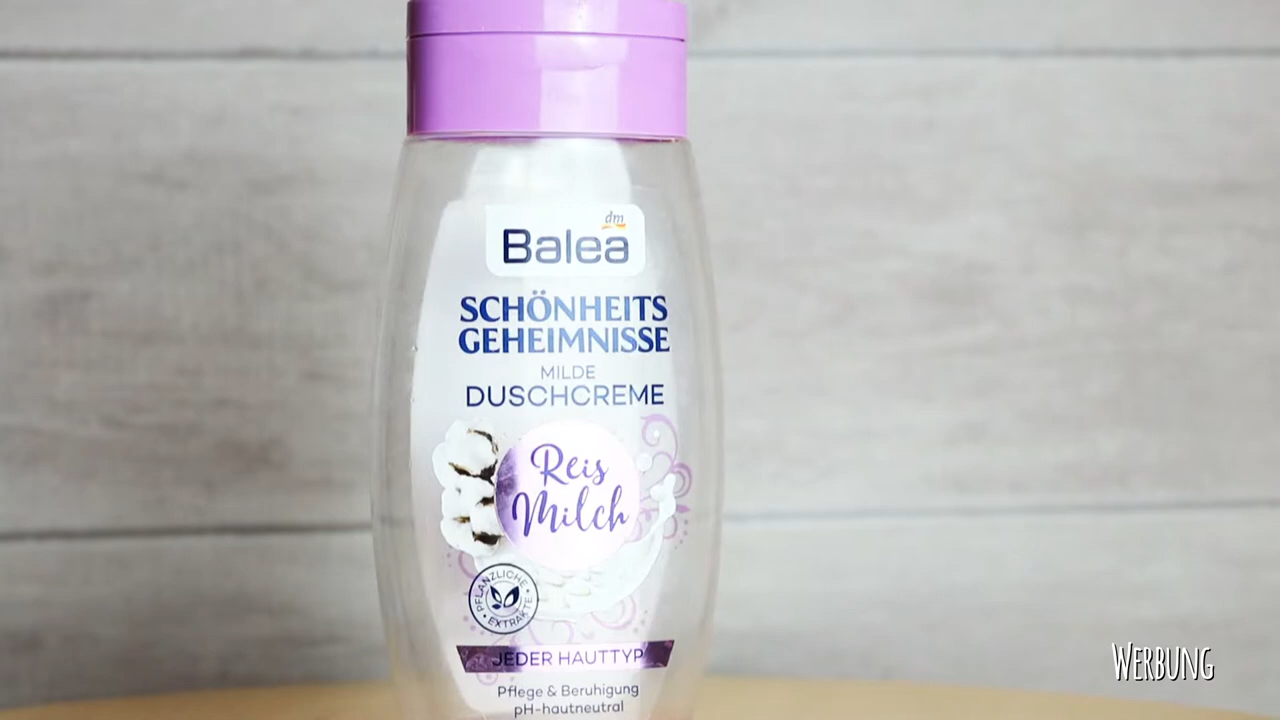 dm
Balea
SCHÖNHEITS
GEHEIMNISSE
MILDE
DUSCHCREME
Reis
Milch
PFLANZLICHE
EXTRAKTE
JEDER HAUTTYP
Pflege & Beruhigung
pH-hautneutral
WERBUNG